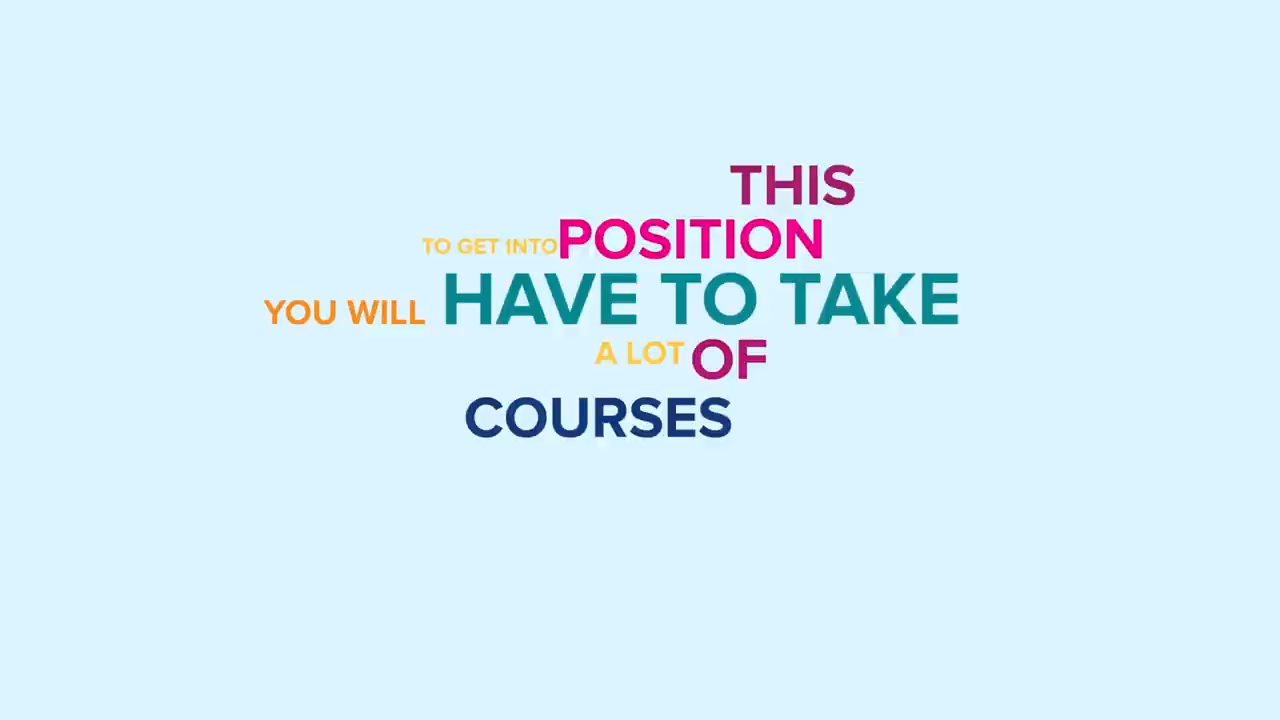 THIS
TO GET INTO POSITION
YOU WILL HAVE TO TAKE
A LOT OF
COURSES